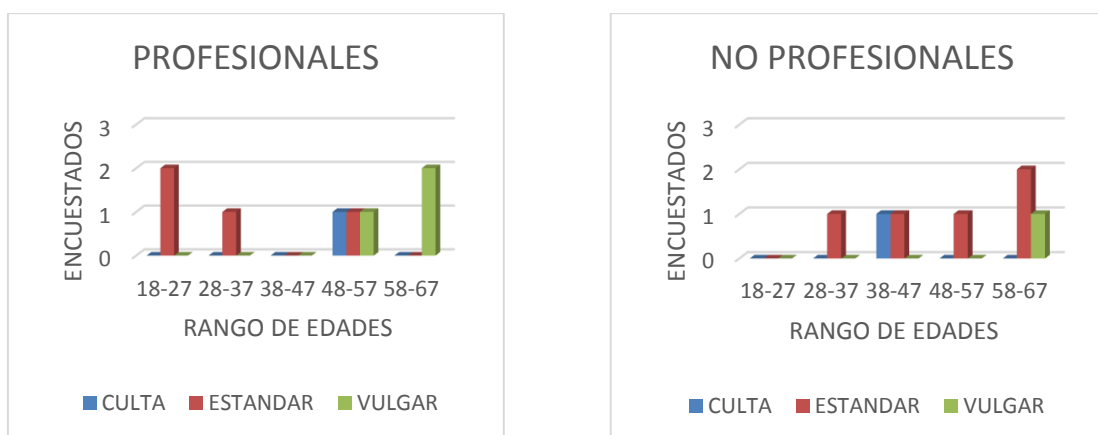 PROFESIONALES
ENCUESTADOS
3
2
1
0
18-27 28-37 38-47 48-57 58-67
RANGO DE EDADES
CULTA ESTANDAR VULGAR
NO PROFESIONALES
ENCUESTADOS
3
2
1
0
18-27 28-37 38-47 48-57 58-67
RANGO DE EDADES
CULTA ESTANDAR VULGAR